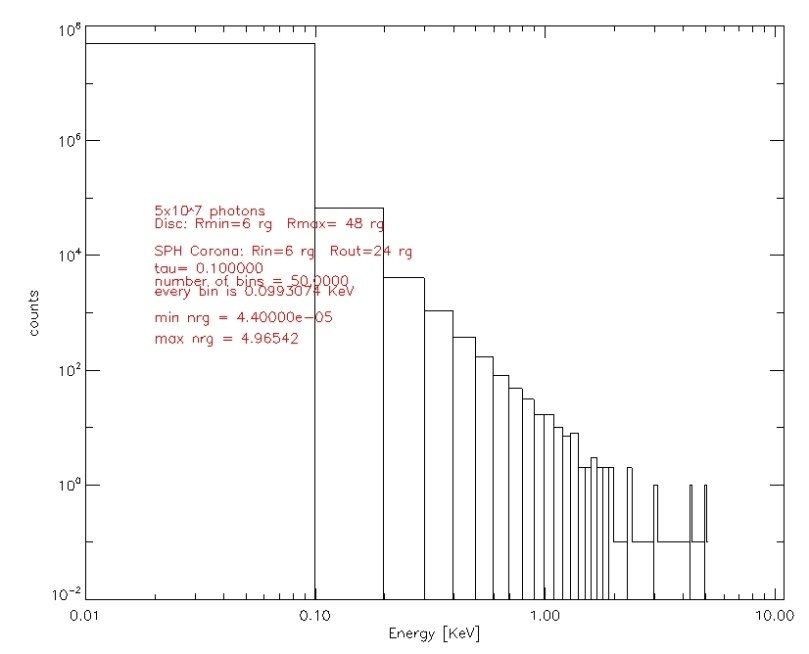 10^8
10^6
10^4
10^2
10^0
10^-2
counts
5x10^7 photons
Disc: Rmin=6 rg Rmax= 48 rg
SPH Corona: Rin=6 rg Rout=24 rg
tau= 0.100000
number of bins = 50.0000
every bin is 0.0993074 KeV
min nrg = 4.40000e-05
max nrg = 4.96542
0.01 0.10 1.00 10.00
Energy [KeV]